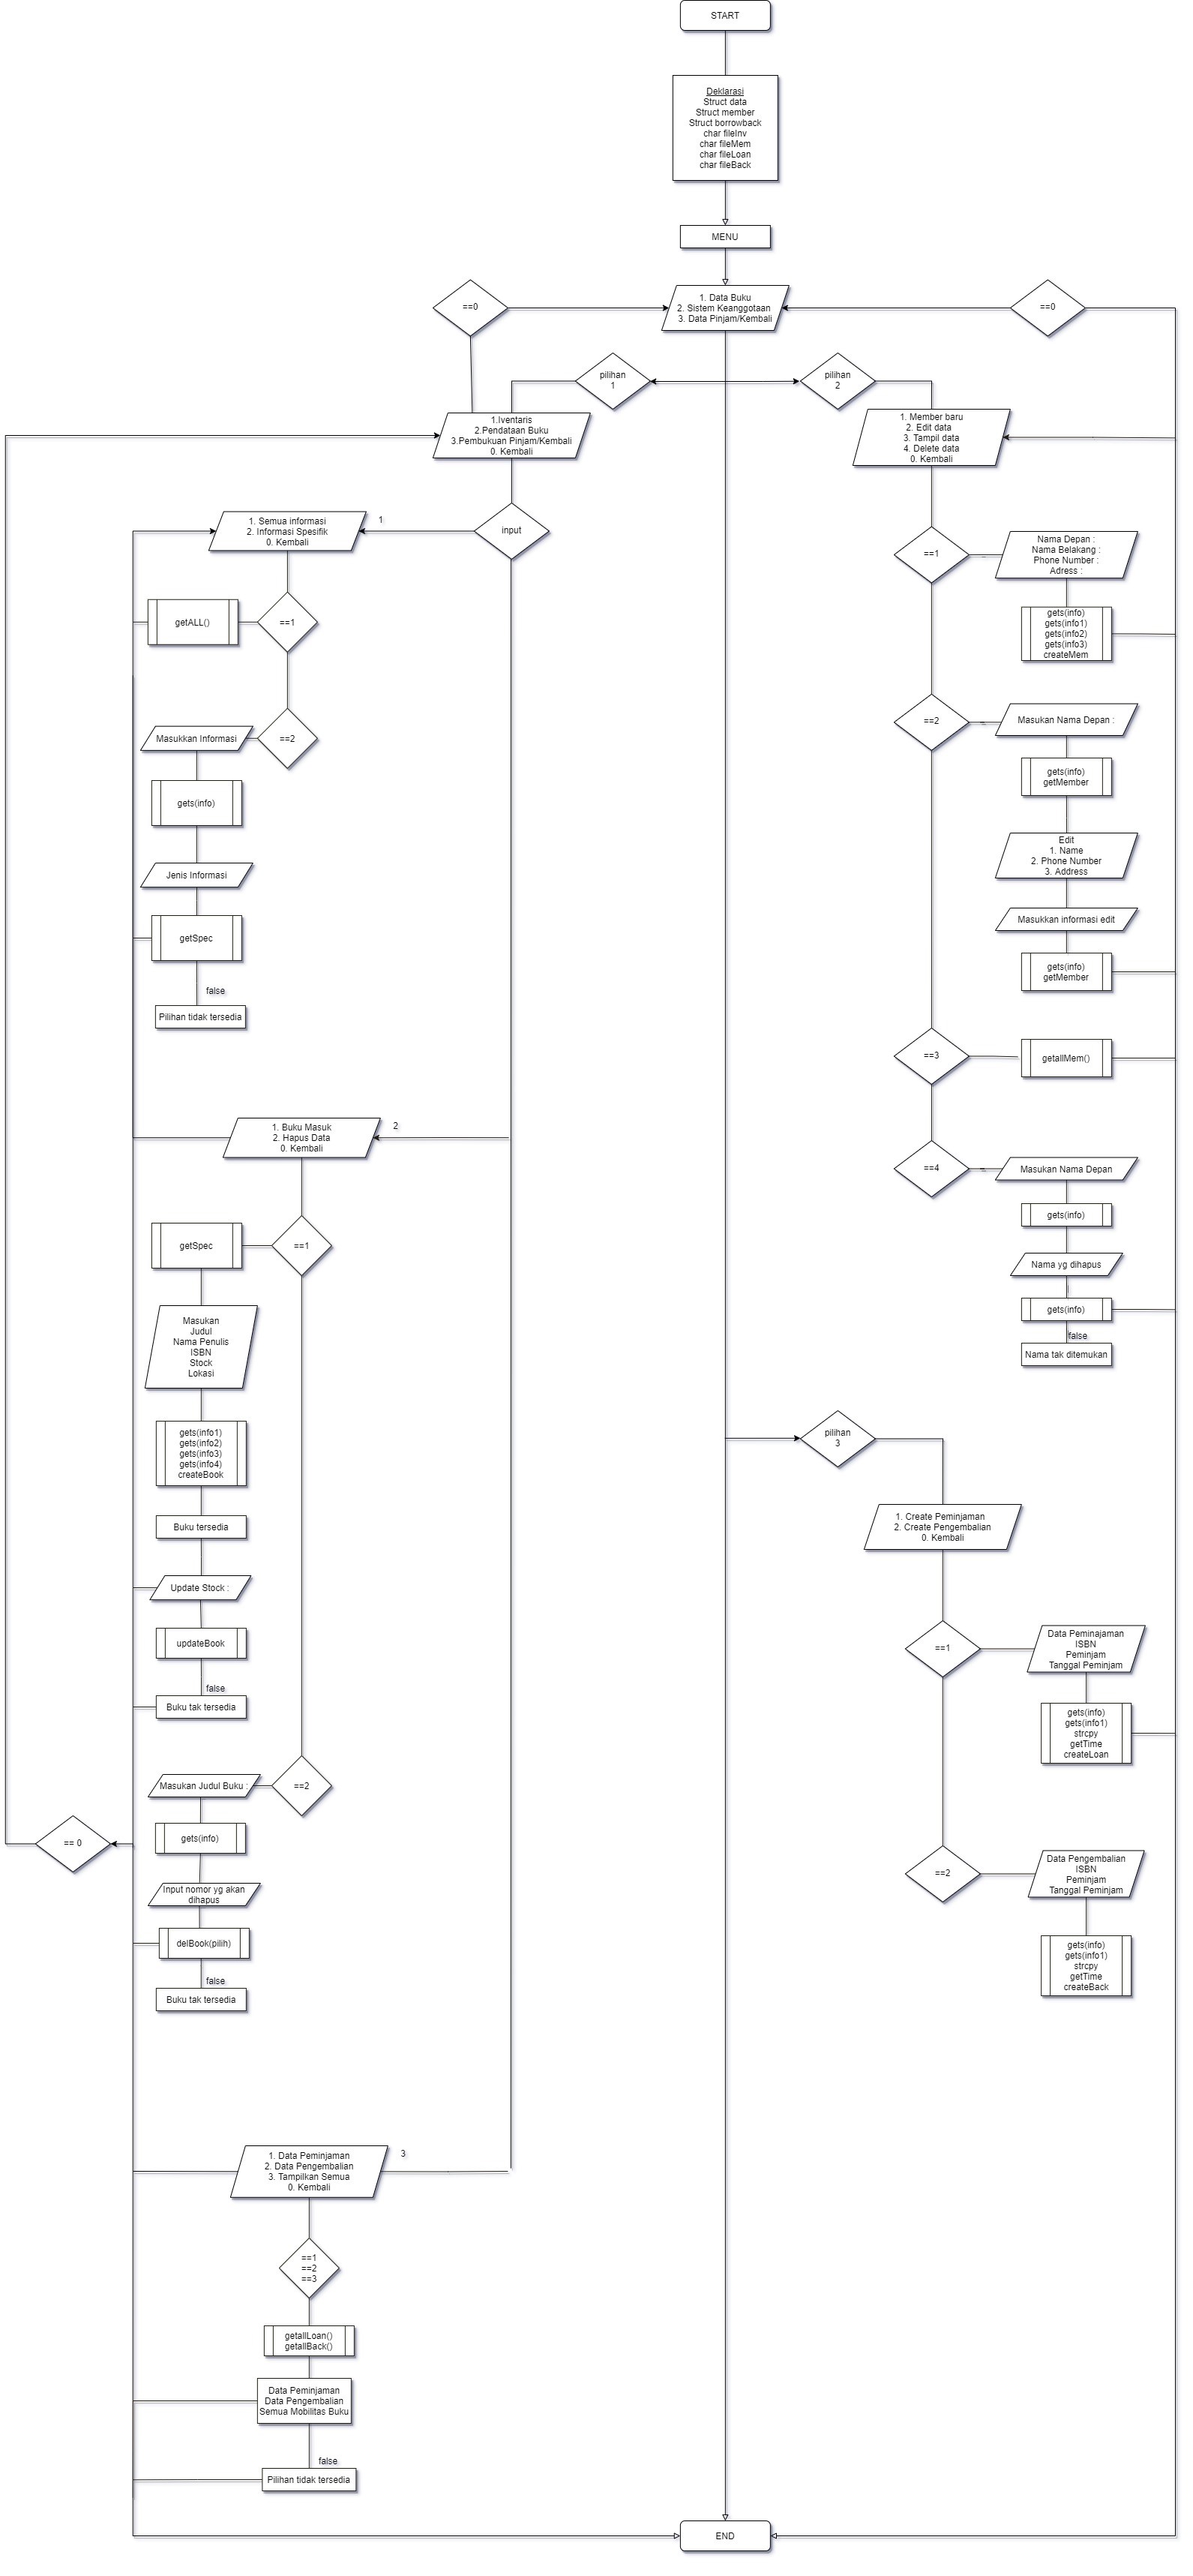 START
Deklarasi
Struct data
Struct member
Struct borrowback
char fileInv
char fileMem
char fileLoan
char fileBack
MENU
==0
1. Data Buku
2. Sistem Keanggotaan
3. Data Pinjam/Kembali
==0
pilihan
1
pilihan
2
1.Iventaris
2.Pendataan Buku
3.Pembukuan Pinjam/Kembali
0. Kembali
1. Member baru
2. Edit data
3. Tampil data
4. Delete data
0. Kembali
input
1
1. Semua informasi
2. Informasi Spesifik
0. Kembali
==1
getALL()
==2
Masukkan Informasi
gets(info)
Jenis Informasi
getSpec
false
Pilihan tidak tersedia
==1
Nama Depan :
Nama Belakang :
Phone Number :
Adress :
gets(info)
gets(info1)
gets(info2)
gets(info3)
createMem
==2
Masukan Nama Depan :
gets(info)
getMember
Edit
1. Name
2. Phone Number
3. Address
Masukkan informasi edit
gets(info)
getMember
==3
getallMem()
==4
Masukan Nama Depan
gets(info)
Nama yg dihapus
gets(info)
false
Nama tak ditemukan
2
1. Buku Masuk
2. Hapus Data
0. Kembali
==1
getSpec
Masukan
Judul
Nama Penulis
ISBN
Stock
Lokasi
gets(info1)
gets(info2)
gets(info3)
gets(info4)
createBook
Buku tersedia
Update Stock :
updateBook
false
Buku tak tersedia
==2
Masukan Judul Buku :
gets(info)
== 0
Input nomor yg akan
dihapus
delBook(pilih)
false
Buku tak tersedia
pilihan
3
1. Create Peminjaman
2. Create Pengembalian
0. Kembali
==1
Data Peminajaman
ISBN
Peminjam
Tanggal Peminjam
gets(info)
gets(info1)
strcpy
getTime
createLoan
==2
Data Pengembalian
ISBN
Peminjam
Tanggal Peminjam
gets(info)
gets(info1)
strcpy
getTime
createBack
3
1. Data Peminjaman
2. Data Pengembalian
3. Tampilkan Semua
0. Kembali
==1
==2
==3
getallLoan()
getallBack()
Data Peminjaman
Data Pengembalian
Semua Mobilitas Buku
false
Pilihan tidak tersedia
END